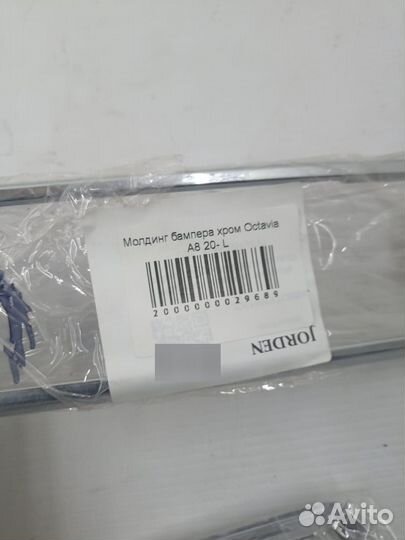 Молдинг бампера хром Octavia
A8 20- L
2000000029689
JORDEN
Avito